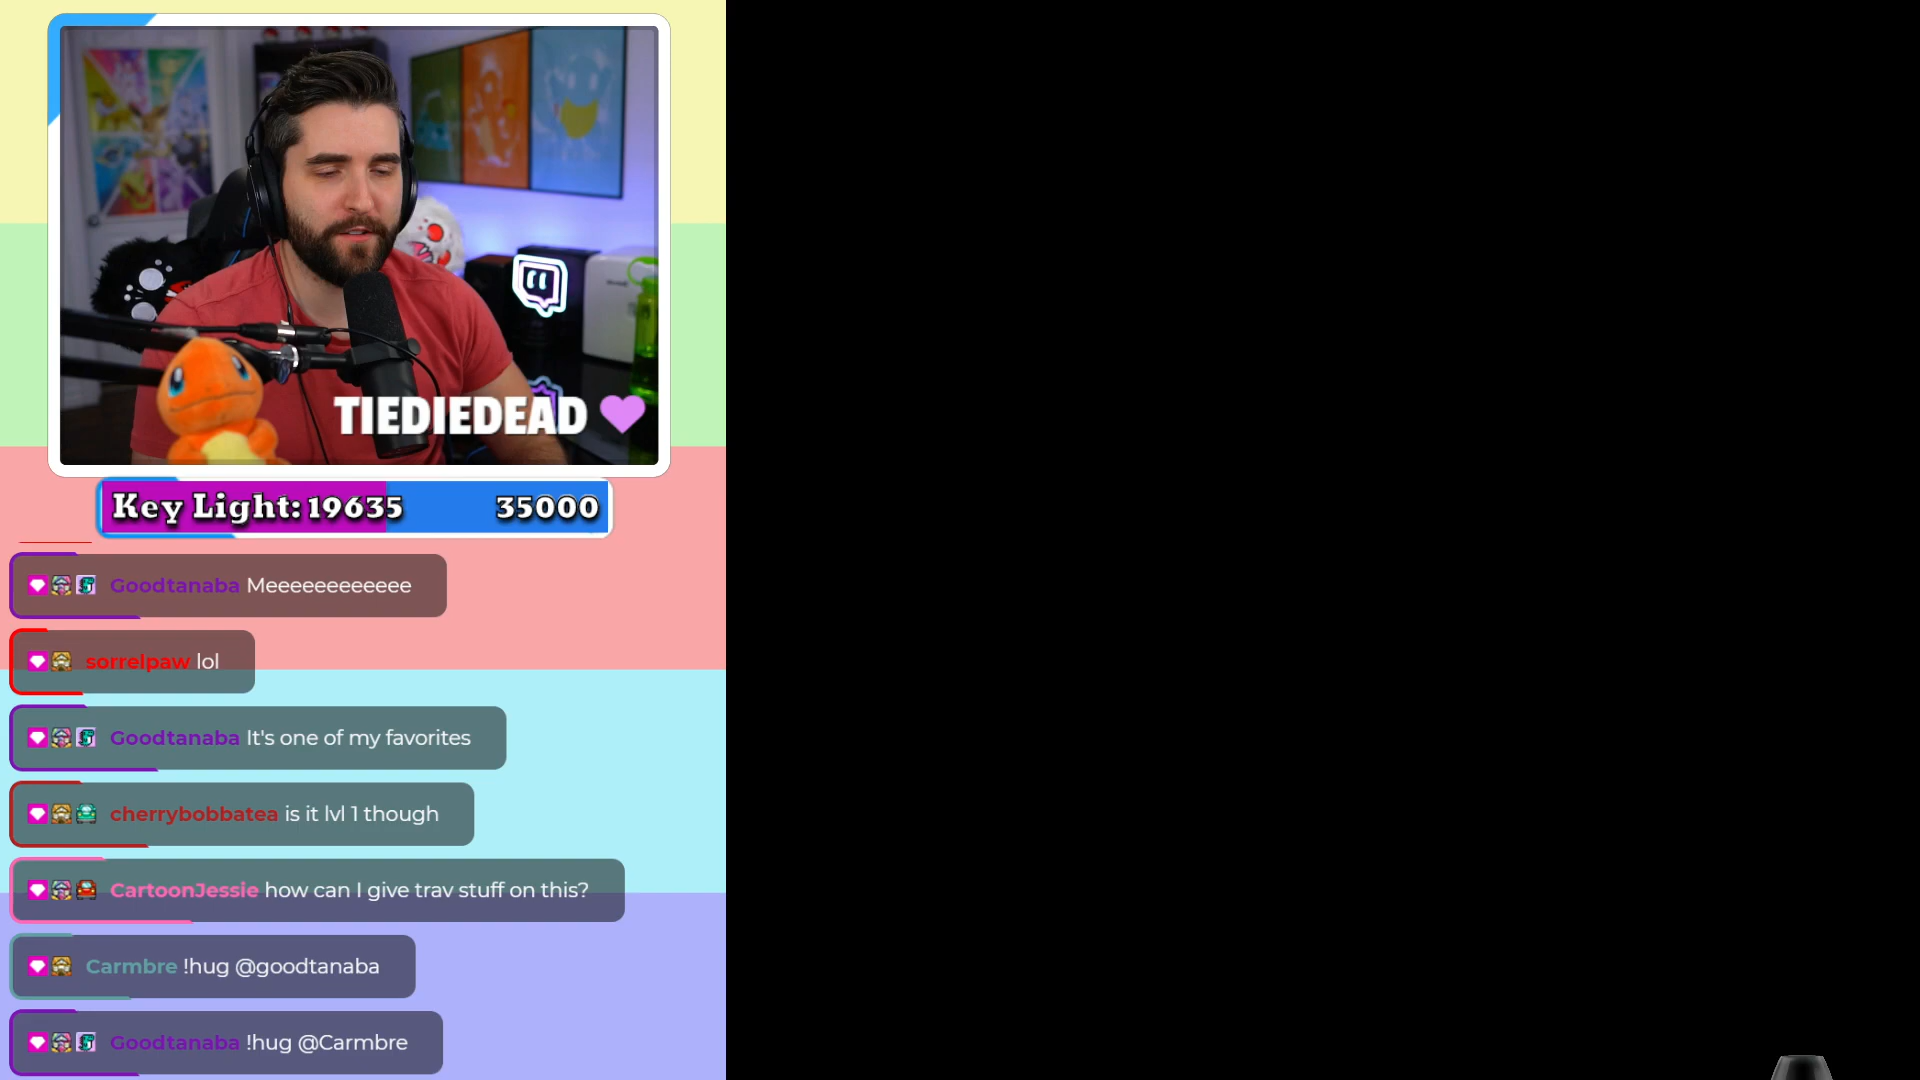 TIEDIEDEAD
Key Light: 19635 35000
Goodtanaba Meeeeeeeeeeee
sorrelpaw lol
Goodtanaba It's one of my favorites
cherrybobbatea is it lvl 1 though
CartoonJessie how can I give trav stuff on this?
Carmbre !hug @goodtanaba
Goodtanaba !hug @Carmbre